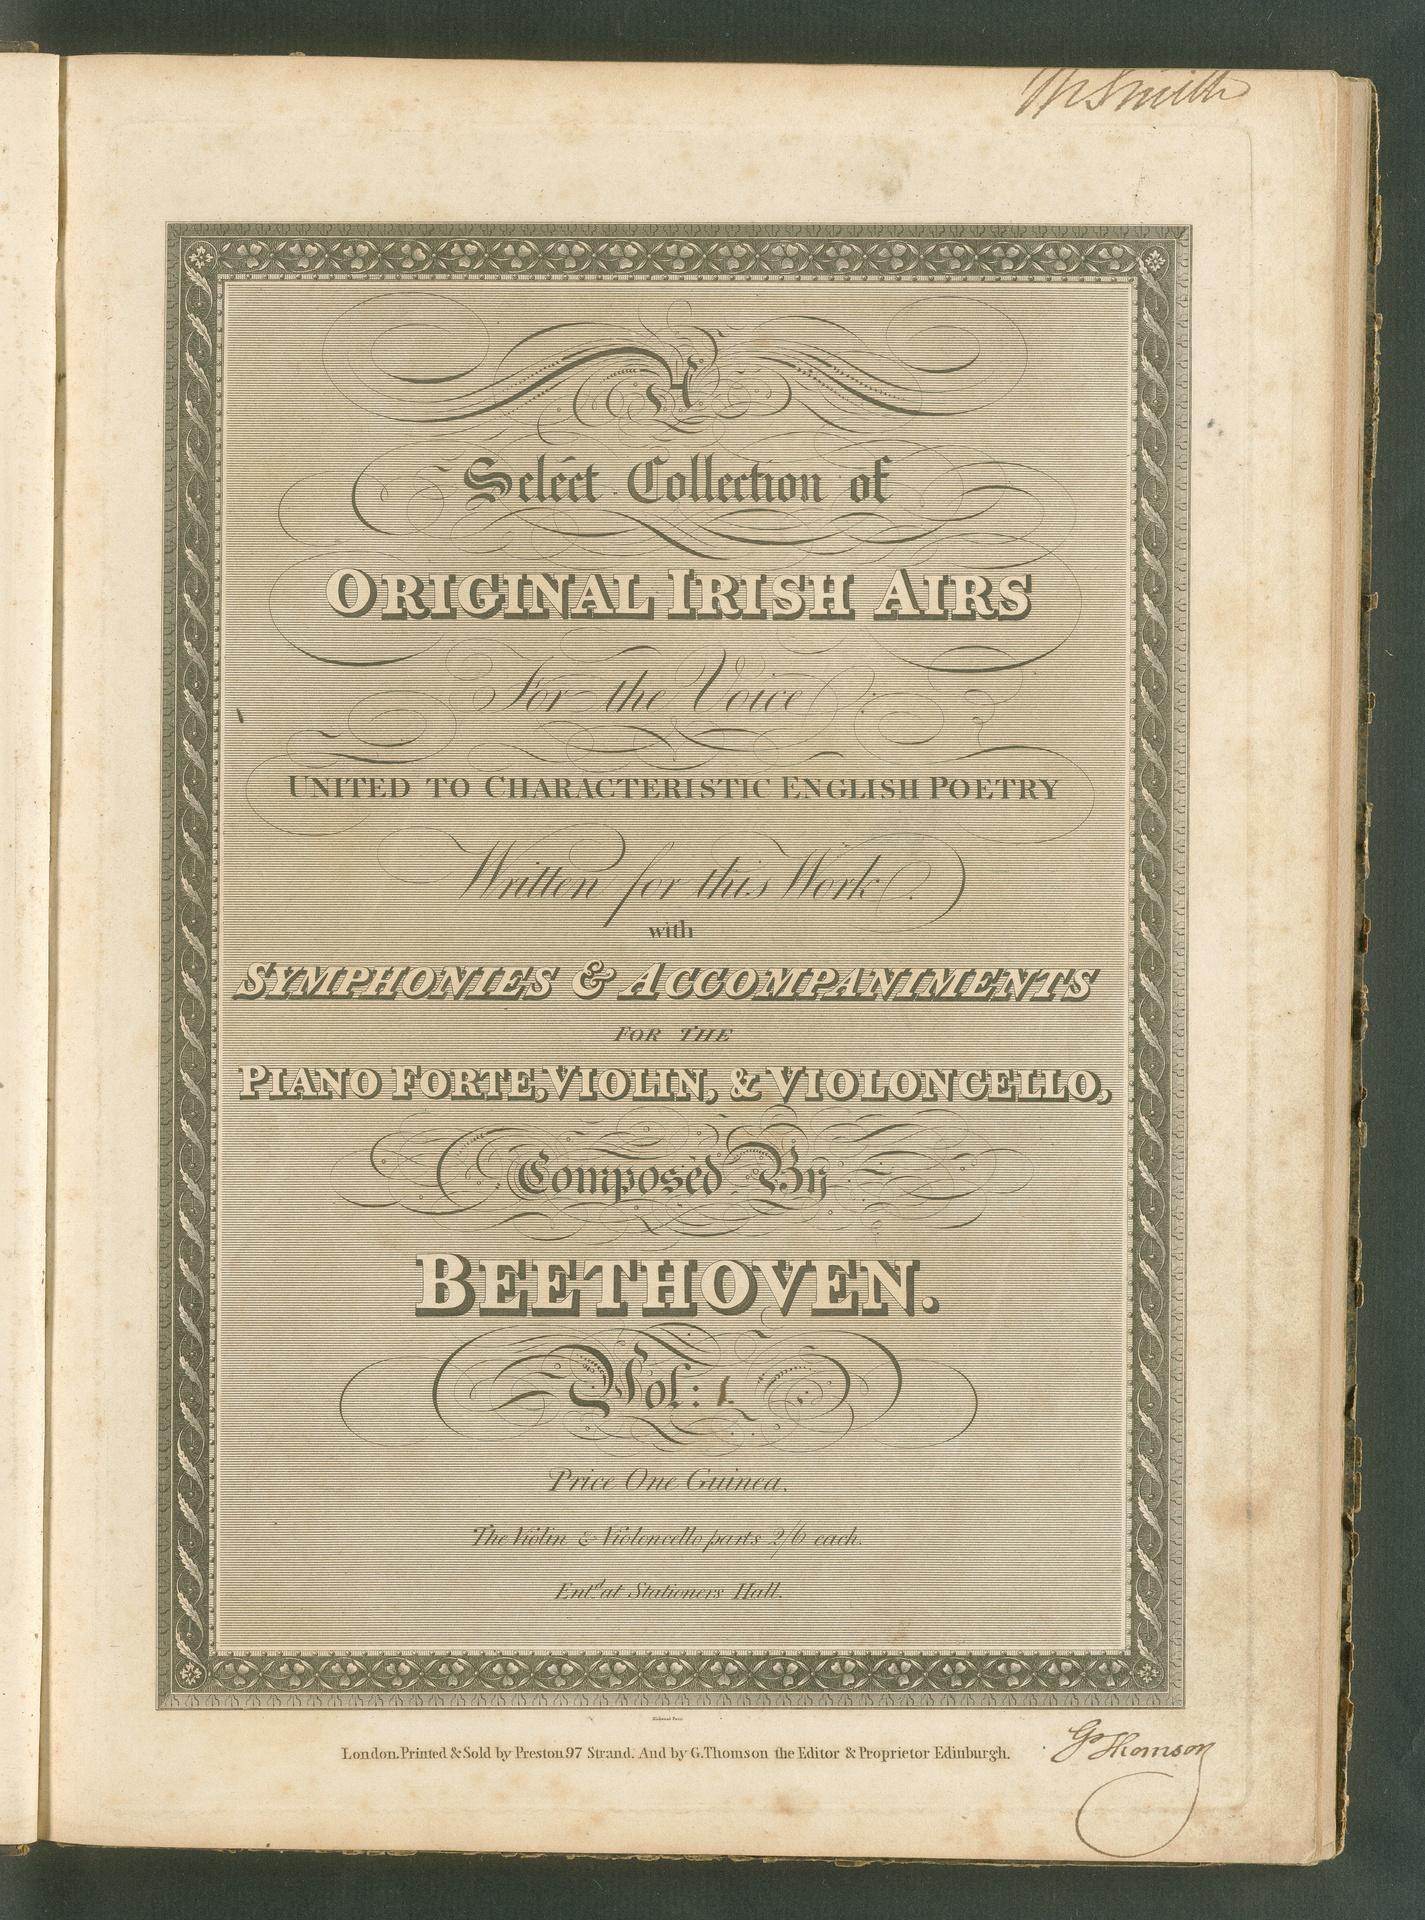 Smith
A
Select Collection of
ORIGINAL IRISH AIRS
For the Voice
UNITED TO CHARACTERISTIC ENGLISH POETRY
Written for this Work
with
SYMPHONIES & ACCOMPANIMENTS
FOR THE
PIANO FORTE, VIOLIN, & VIOLONCELLO,
Composed By
BEETHOVEN.
Vol: 1.
Price One Guinea.
The Violin & Violoncello parts 2/6 each.
Entd. at Stationers Hall.
London. Printed & Sold by Preston 97 Strand. And by G. Thomson the Editor & Proprietor Edinburgh.
G Thomson